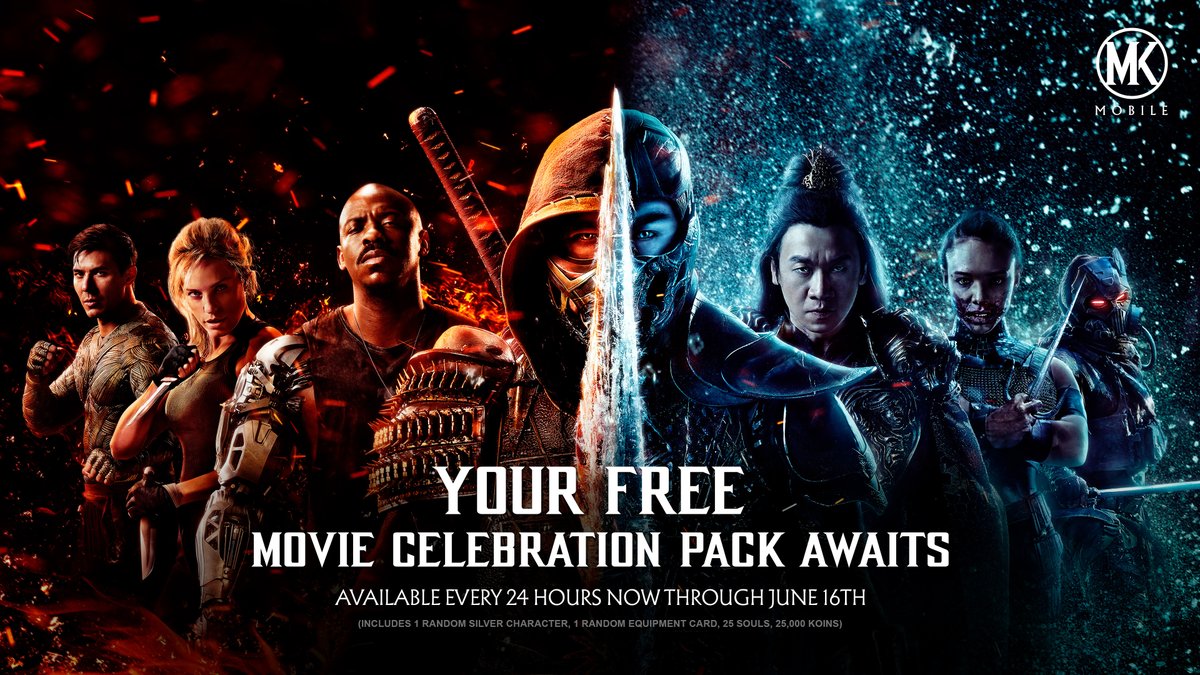 MK
MOBILE
YOUR FREE
MOVIE CELEBRATION PACK AWAITS
AVAILABLE EVERY 24 HOURS NOW THROUGH JUNE 16TH
(INCLUDES 1 RANDOM SILVER CHARACTER, 1 RANDOM EQUIPMENT CARD, 25 SOULS, 25,000 KOINS)